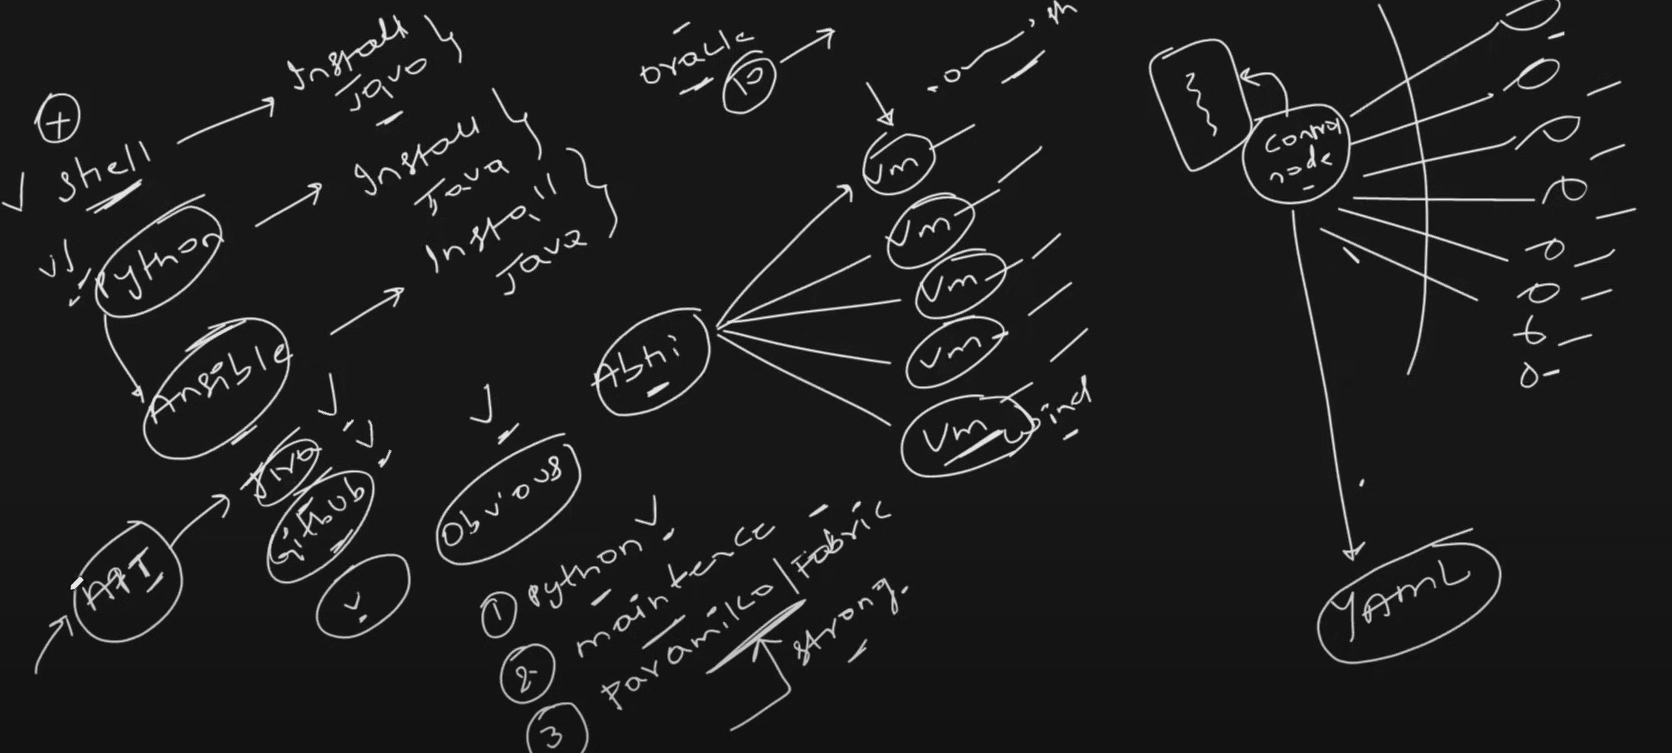 +
Shell
Install
Java
Python
Install
Java
Ansible
Install
Java
API
Jira
Github
v
Obvious
1 python
2 maintence
3 paramiko/Fabric
strong.
Oracle
10
Abhi
Vm
Vm
Vm
Vm
Vm
wind
Control
node
YAML